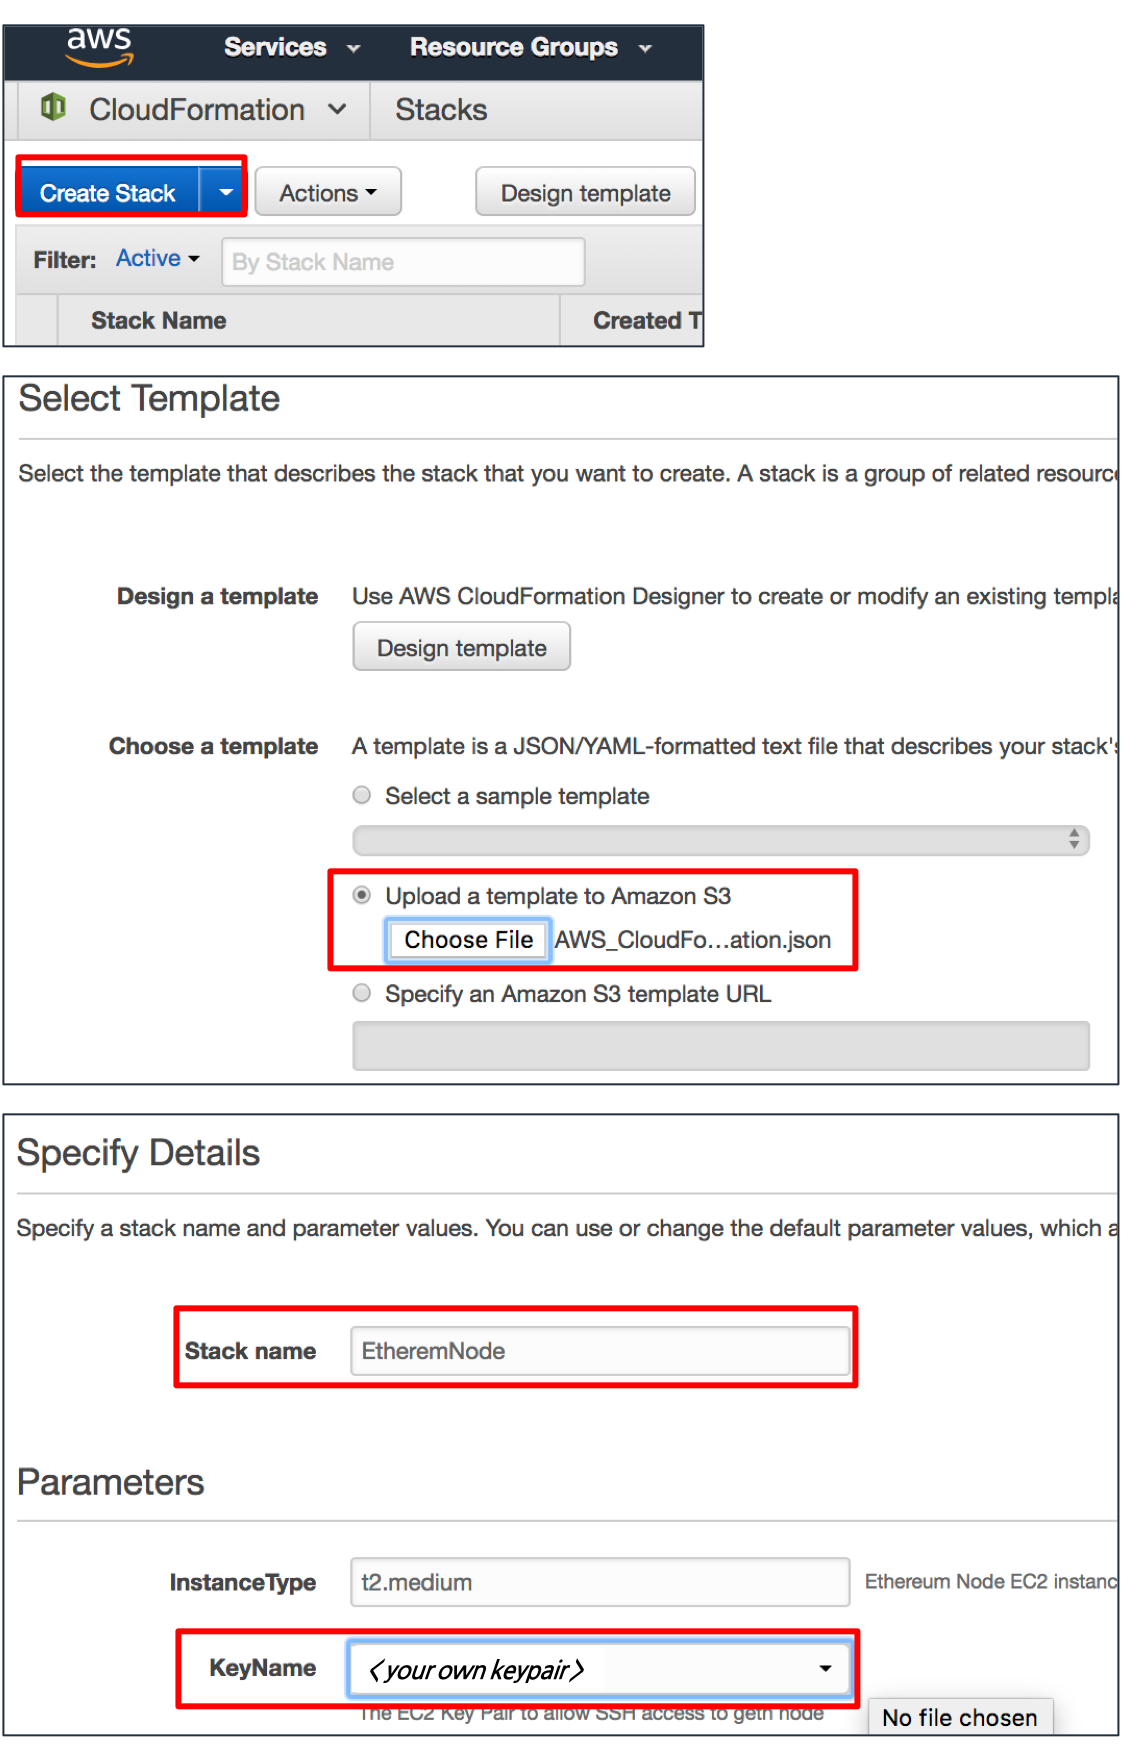 aws Services Resource Groups
CloudFormation Stacks
Create Stack Actions Design template
Filter: Active By Stack Name
Stack Name Created T
Select Template
Select the template that describes the stack that you want to create. A stack is a group of related resourc
Design a template Use AWS CloudFormation Designer to create or modify an existing templa
Design template
Choose a template A template is a JSON/YAML-formatted text file that describes your stack's
Select a sample template
Upload a template to Amazon S3
Choose File AWS_CloudFo...ation.json
Specify an Amazon S3 template URL
Specify Details
Specify a stack name and parameter values. You can use or change the default parameter values, which a
Stack name EtheremNode
Parameters
InstanceType t2.medium Ethereum Node EC2 instanc
KeyName <your own keypair>
The EC2 Key Pair to allow SSH access to geth node
No file chosen